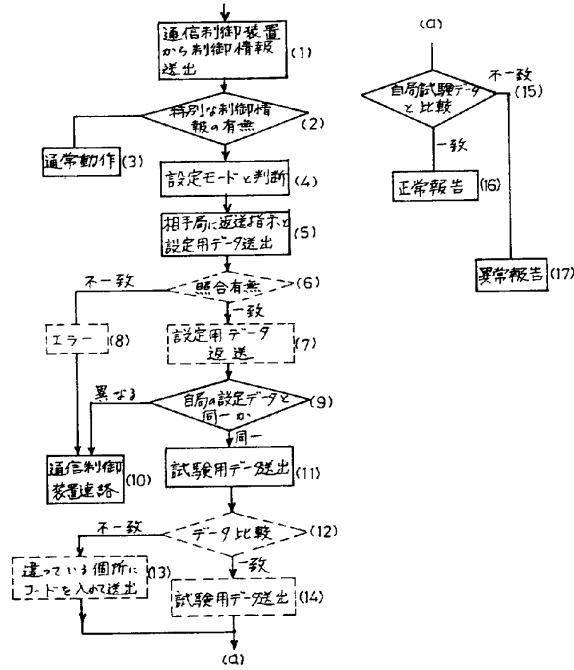 通信制御装置
から制御情報
送出
(1)
特別な制御情
報の有無
(2)
通常動作
(3)
設定モードと判断
(4)
相手局に返送指示と
設定用データ送出
(5)
照合有無
(6)
不一致
一致
エラー
(8)
設定用データ
返送
(7)
異なる
自局の設定データと
同一か
(9)
同一
通信制御
装置連絡
(10)
試験用データ送出
(11)
不一致
データ比較
(12)
一致
違っている個所に
コードを入めて送出
(13)
試験用データ送出
(14)
(a)
(a)
自局試験データ
と比較
不一致
(15)
一致
正常報告
(16)
異常報告
(17)